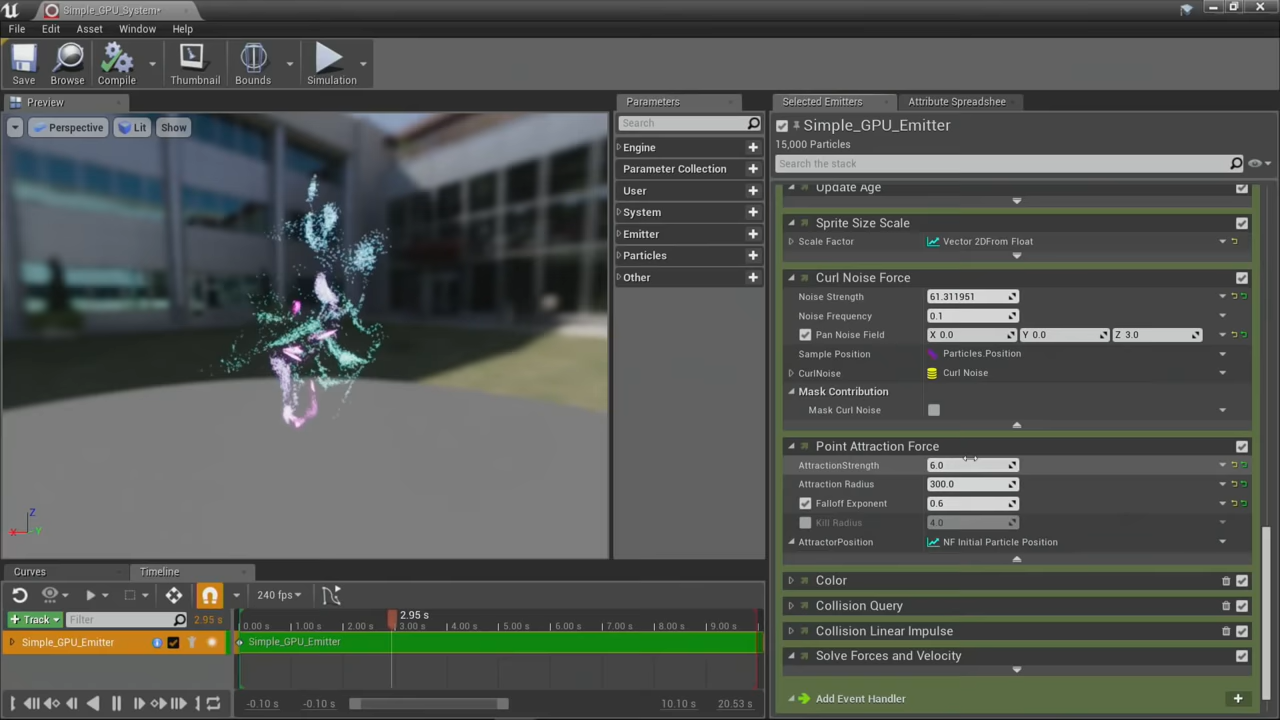 Simple_GPU_System*
File Edit Asset Window Help
Save Browse Compile Thumbnail Bounds Simulation
Preview
Perspective Lit Show
Z
X Y
Parameters
Search
Engine
Parameter Collection
User
System
Emitter
Particles
Other
Selected Emitters Attribute Spreadshee
Simple_GPU_Emitter
15,000 Particles
Search the stack
Update Age
Sprite Size Scale
Scale Factor Vector 2DFrom Float
Curl Noise Force
Noise Strength 61.311951
Noise Frequency 0.1
Pan Noise Field X 0.0 Y 0.0 Z 3.0
Sample Position Particles.Position
CurlNoise Curl Noise
Mask Contribution
Mask Curl Noise
Point Attraction Force
AttractionStrength 6.0
Attraction Radius 300.0
Falloff Exponent 0.6
Kill Radius 4.0
AttractorPosition NF Initial Particle Position
Color
Collision Query
Collision Linear Impulse
Solve Forces and Velocity
Add Event Handler
Curves Timeline
240 fps
+ Track Filter 2.95 s
2.95 s
0.00 s 1.00 s 2.00 s 3.00 s 4.00 s 5.00 s 6.00 s 7.00 s 8.00 s 9.00 s
Simple_GPU_Emitter Simple_GPU_Emitter
-0.10 s -0.10 s 10.10 s 20.53 s